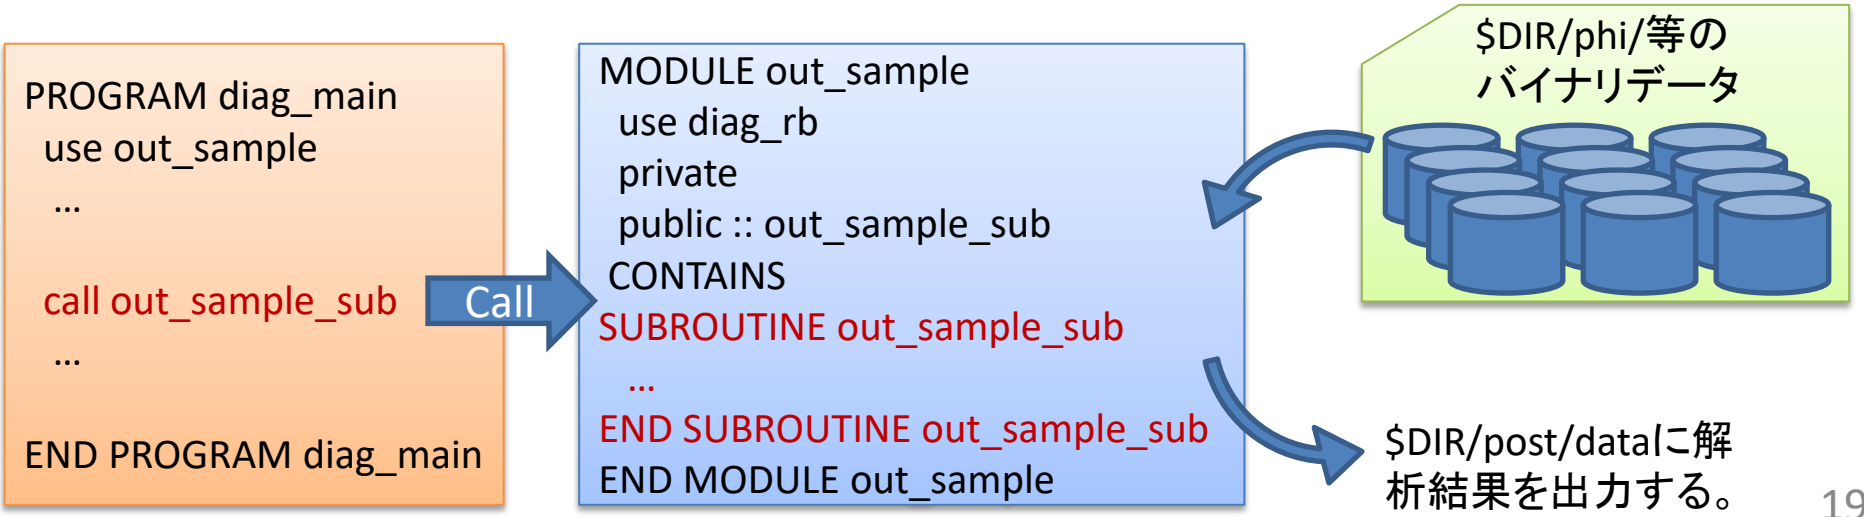 PROGRAM diag_main
use out_sample
…
call out_sample_sub
…
END PROGRAM diag_main
Call
MODULE out_sample
use diag_rb
private
public :: out_sample_sub
CONTAINS
SUBROUTINE out_sample_sub
…
END SUBROUTINE out_sample_sub
END MODULE out_sample
$DIR/phi/等の
バイナリデータ
$DIR/post/dataに解
析結果を出力する。
19